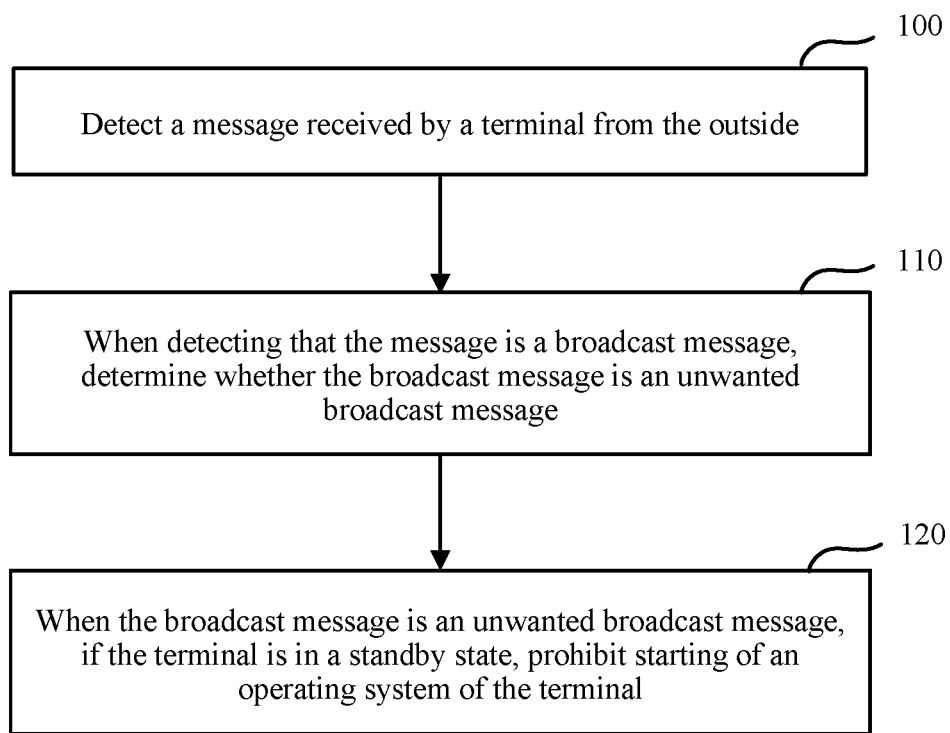 100
Detect a message received by a terminal from the outside
110
When detecting that the message is a broadcast message,
determine whether the broadcast message is an unwanted
broadcast message
120
When the broadcast message is an unwanted broadcast message,
if the terminal is in a standby state, prohibit starting of an
operating system of the terminal